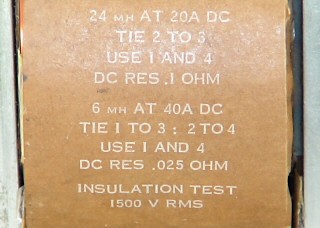 24 MH AT 20A DC
TIE 2 TO 3
USE 1 AND 4
DC RES .1 OHM
6 MH AT 40A DC
TIE 1 TO 3 : 2 TO 4
USE 1 AND 4
DC RES .025 OHM
INSULATION TEST
1500 V RMS